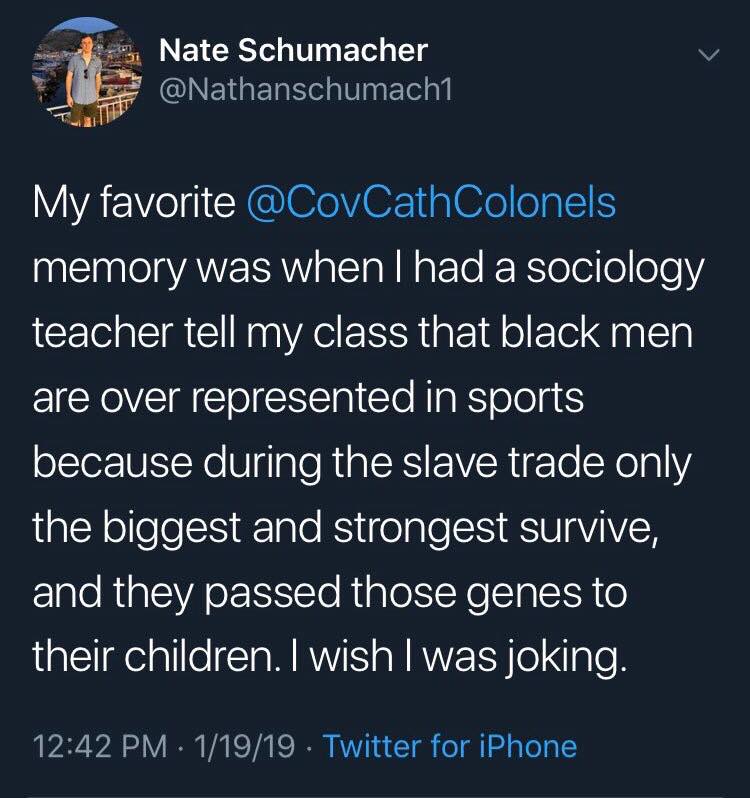 Nate Schumacher
@Nathanschumach1
My favorite @CovCathColonels
memory was when I had a sociology
teacher tell my class that black men
are over represented in sports
because during the slave trade only
the biggest and strongest survive,
and they passed those genes to
their children. I wish I was joking.
12:42 PM · 1/19/19 · Twitter for iPhone